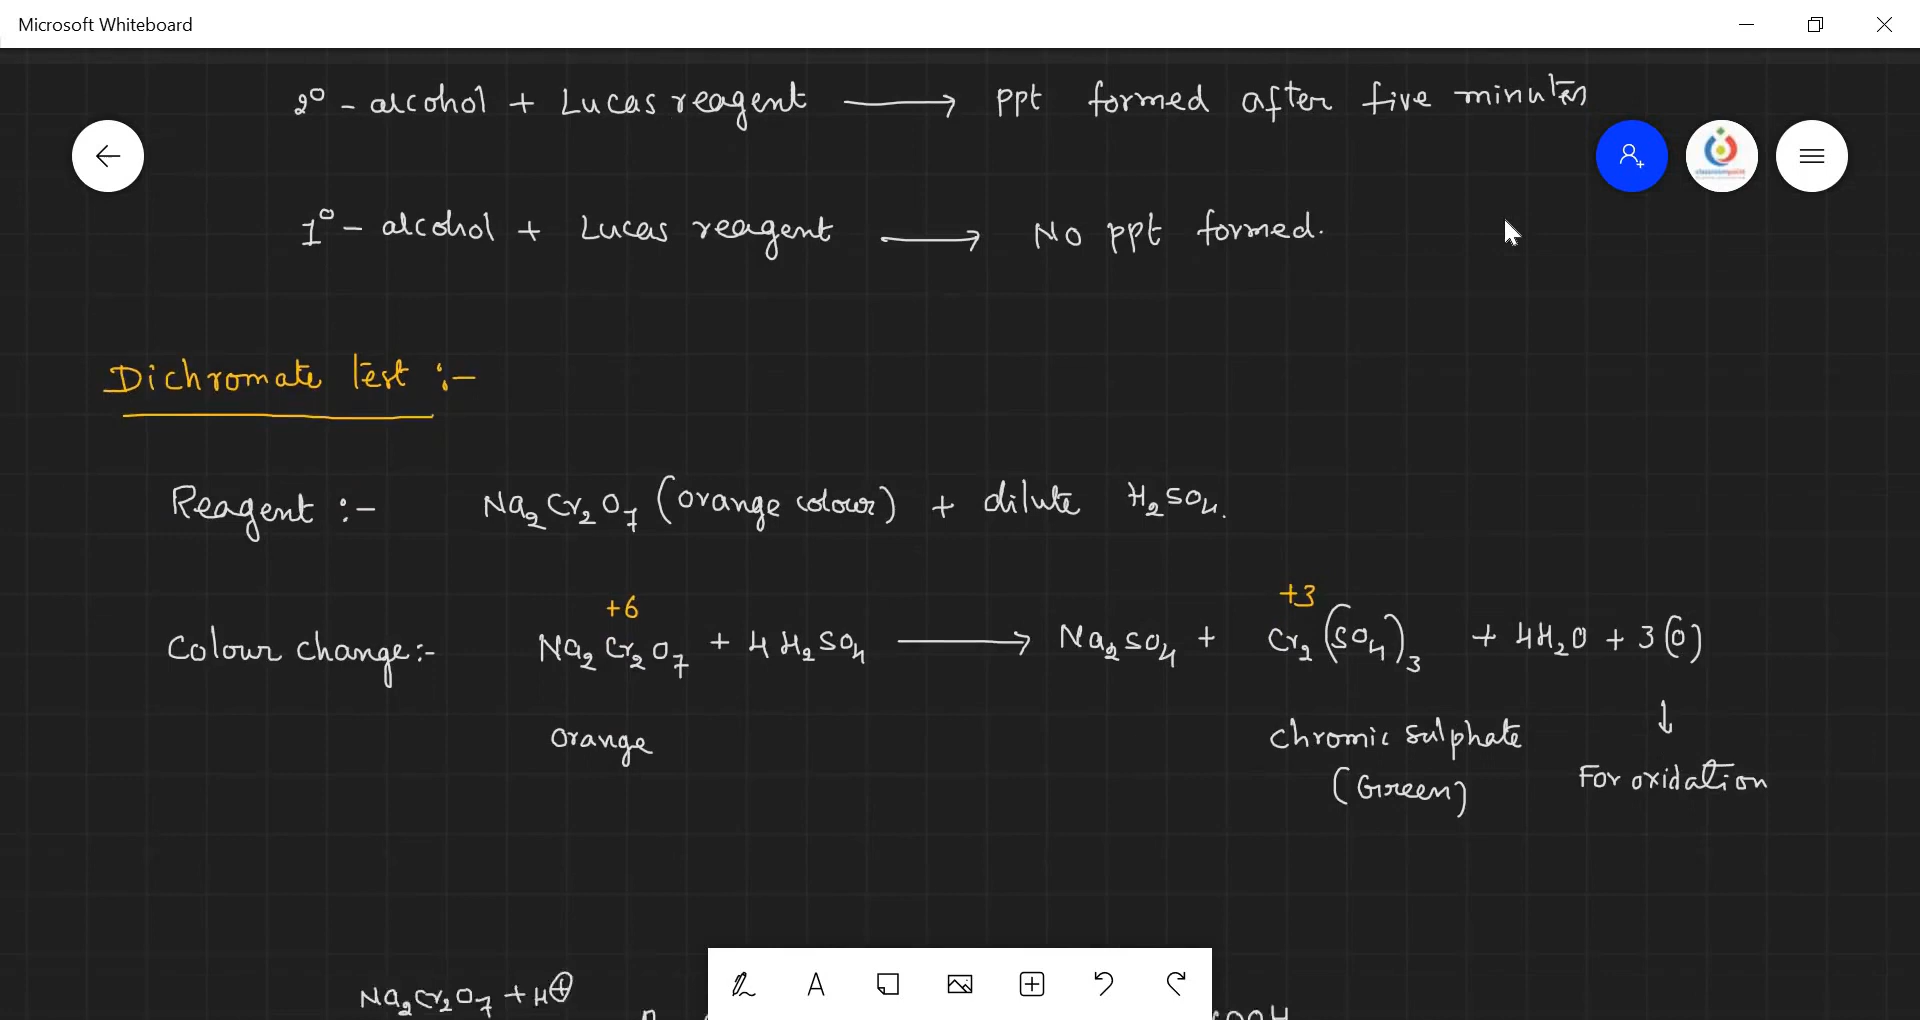 Microsoft Whiteboard
2° - alcohol + Lucas reagent ⟶ ppt formed after five minutes
1° - alcohol + Lucas reagent ⟶ No ppt formed.
Dichromate test :-
Reagent :- Na₂Cr₂O₇ (orange colour) + dilute H₂SO₄.
+6 +3
Colour change:- Na₂Cr₂O₇ + 4H₂SO₄ ⟶ Na₂SO₄ + Cr₂(SO₄)₃ + 4H₂O + 3(O)
↓
Orange Chromic sulphate
For oxidation
(Green)
Na₂Cr₂O₇ + H⊕
A
COOH